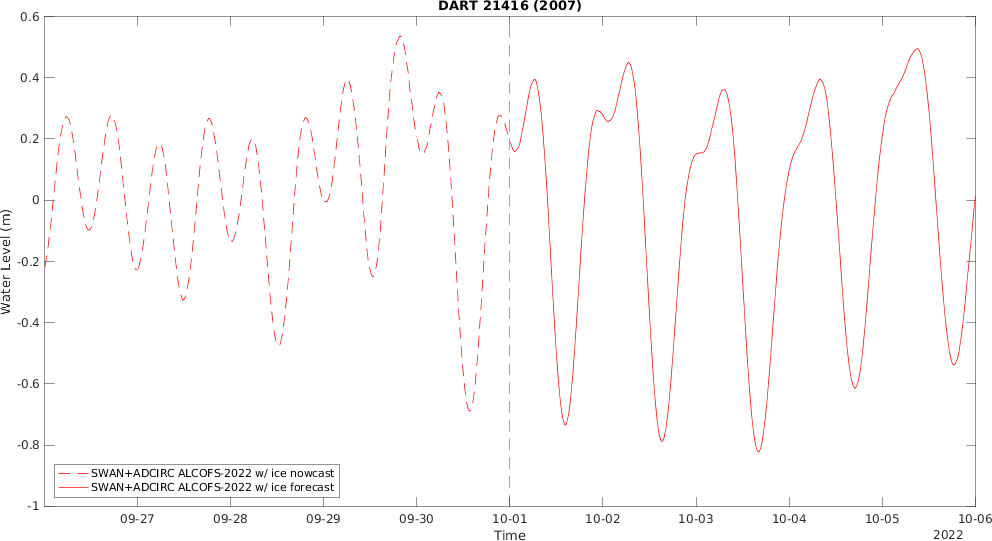 DART 21416 (2007)
0.6
0.4
0.2
0
-0.2
-0.4
-0.6
-0.8
-1
Water Level (m)
SWAN+ADCIRC ALCOFS-2022 w/ ice nowcast
SWAN+ADCIRC ALCOFS-2022 w/ ice forecast
09-27 09-28 09-29 09-30 10-01 10-02 10-03 10-04 10-05 10-06
Time
2022